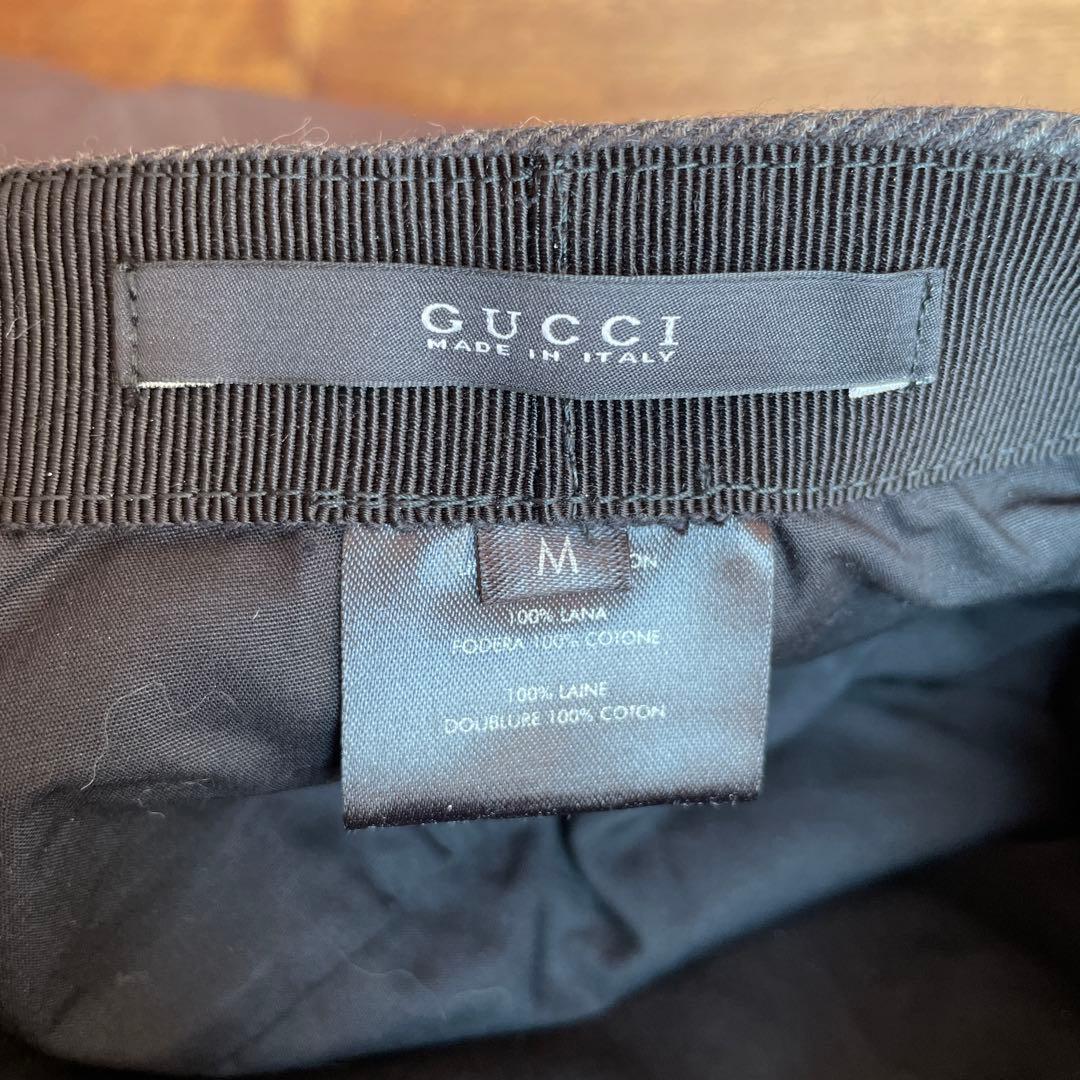 GUCCI
MADE IN ITALY
M
100% LANA
FODERA 100% COTONE
100% LAINE
DOUBLURE 100% COTON